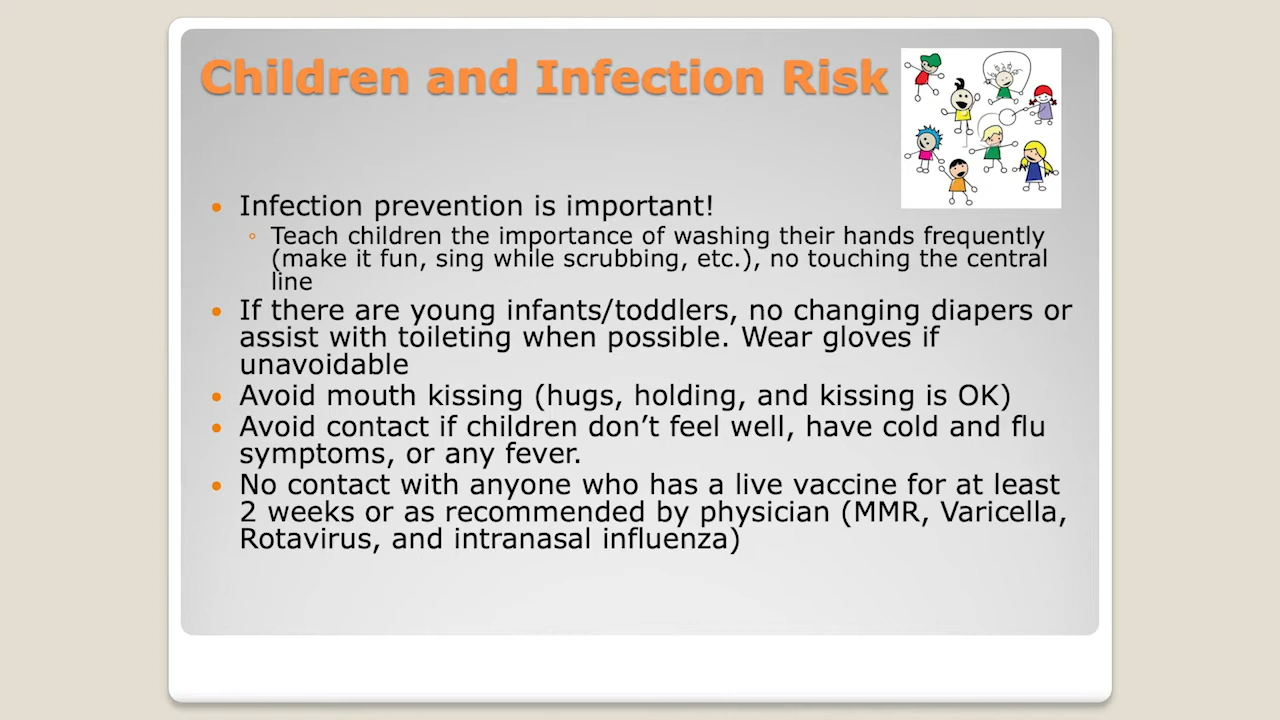 Children and Infection Risk
• Infection prevention is important!
◦ Teach children the importance of washing their hands frequently
(make it fun, sing while scrubbing, etc.), no touching the central
line
• If there are young infants/toddlers, no changing diapers or
assist with toileting when possible. Wear gloves if
unavoidable
• Avoid mouth kissing (hugs, holding, and kissing is OK)
• Avoid contact if children don’t feel well, have cold and flu
symptoms, or any fever.
• No contact with anyone who has a live vaccine for at least
2 weeks or as recommended by physician (MMR, Varicella,
Rotavirus, and intranasal influenza)